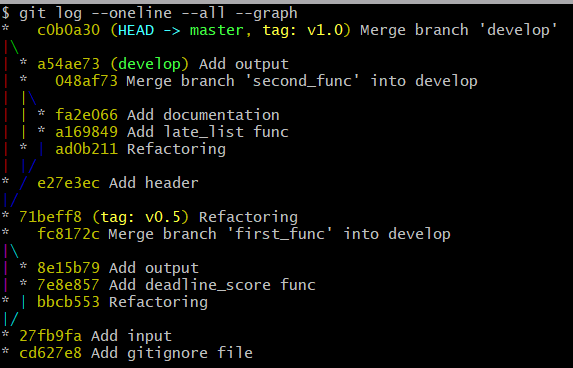 $ git log --oneline --all --graph
*   c0b0a30 (HEAD -> master, tag: v1.0) Merge branch 'develop'
|\
| * a54ae73 (develop) Add output
| *   048af73 Merge branch 'second_func' into develop
| |\
| | * fa2e066 Add documentation
| | * a169849 Add late_list func
| * | ad0b211 Refactoring
| |/
* / e27e3ec Add header
|/
* 71beff8 (tag: v0.5) Refactoring
*   fc8172c Merge branch 'first_func' into develop
|\
| * 8e15b79 Add output
| * 7e8e857 Add deadline_score func
* | bbcb553 Refactoring
|/
* 27fb9fa Add input
* cd627e8 Add gitignore file